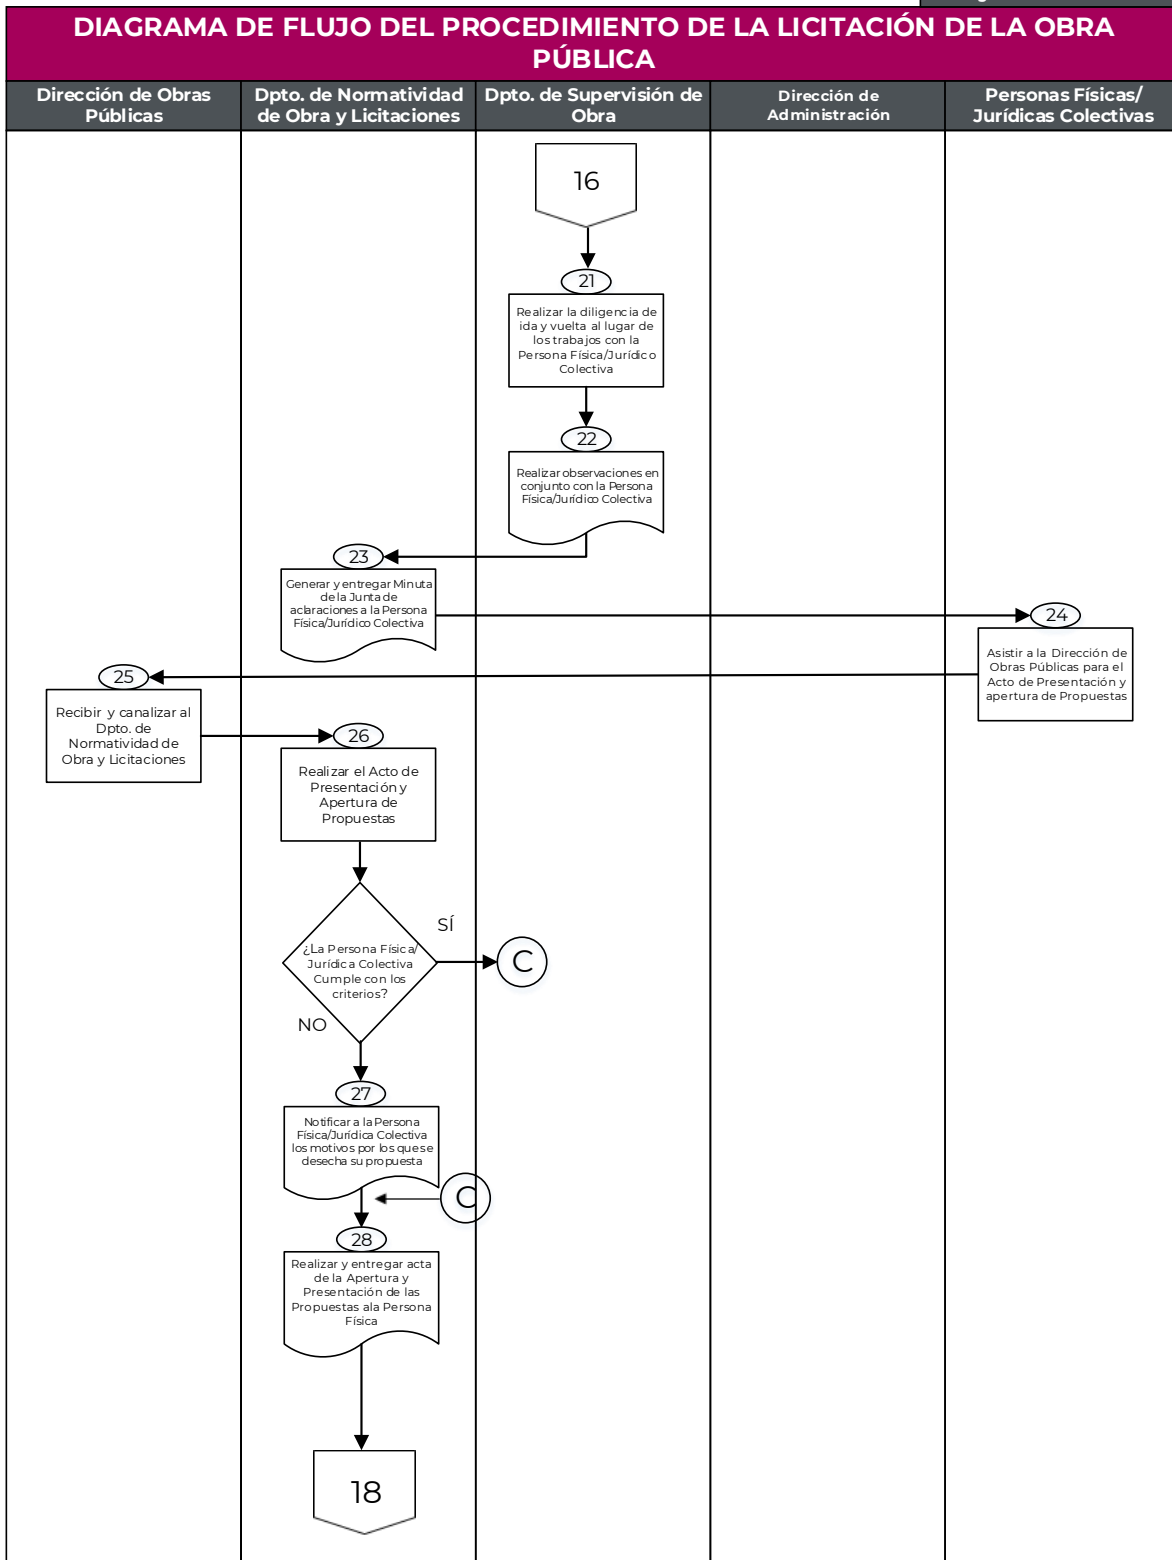 DIAGRAMA DE FLUJO DEL PROCEDIMIENTO DE LA LICITACIÓN DE LA OBRA
PÚBLICA
Dirección de Obras
Públicas
Dpto. de Normatividad
de Obra y Licitaciones
Dpto. de Supervisión de
Obra
Dirección de
Administración
Personas Físicas/
Jurídicas Colectivas
16
21
Realizar la diligencia de
ida y vuelta al lugar de
los trabajos con la
Persona Física/Jurídico
Colectiva
22
Realizar observaciones en
conjunto con la Persona
Física/Jurídico Colectiva
23
Generar y entregar Minuta
de la Junta de
aclaraciones a la Persona
Física/Jurídico Colectiva
24
Asistir a la Dirección de
Obras Públicas para el
Acto de Presentación y
apertura de Propuestas
25
Recibir y canalizar al
Dpto. de
Normatividad de
Obra y Licitaciones
26
Realizar el Acto de
Presentación y
Apertura de
Propuestas
¿La Persona Física/
Jurídica Colectiva
Cumple con los
criterios?
SÍ
C
NO
27
Notificar a la Persona
Física/Jurídica Colectiva
los motivos por los que se
desecha su propuesta
C
28
Realizar y entregar acta
de la Apertura y
Presentación de las
Propuestas ala Persona
Física
18